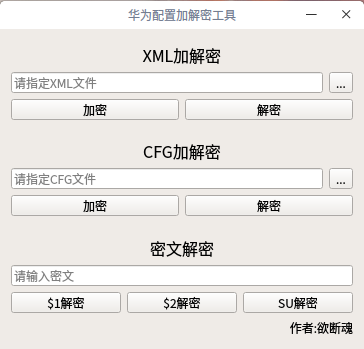 华为配置加解密工具
XML加解密
请指定XML文件 ...
加密 解密
CFG加解密
请指定CFG文件 ...
加密 解密
密文解密
请输入密文
$1解密 $2解密 SU解密
作者:欲断魂